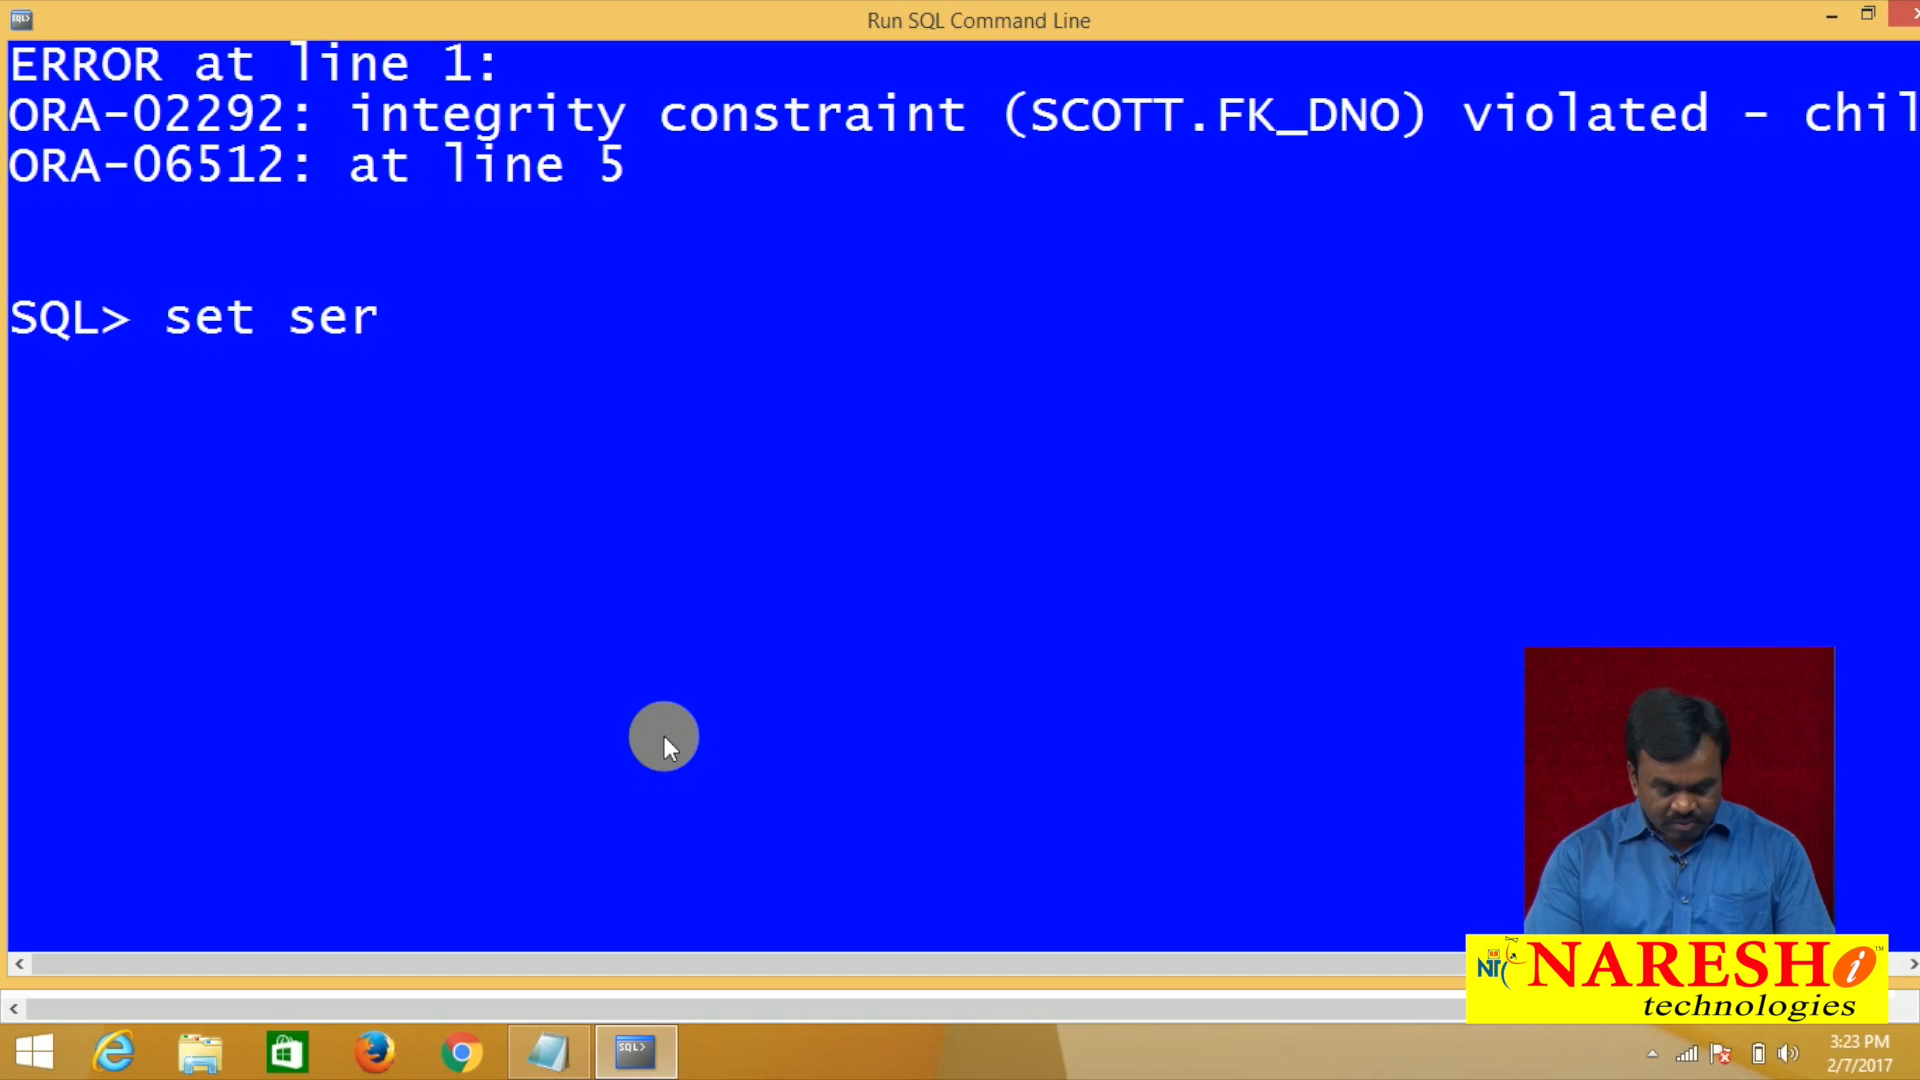 Run SQL Command Line
ERROR at line 1:
ORA-02292: integrity constraint (SCOTT.FK_DNO) violated - chil
ORA-06512: at line 5
SQL> set ser
NARESH i
technologies
SQL>
3:23 PM
2/7/2017